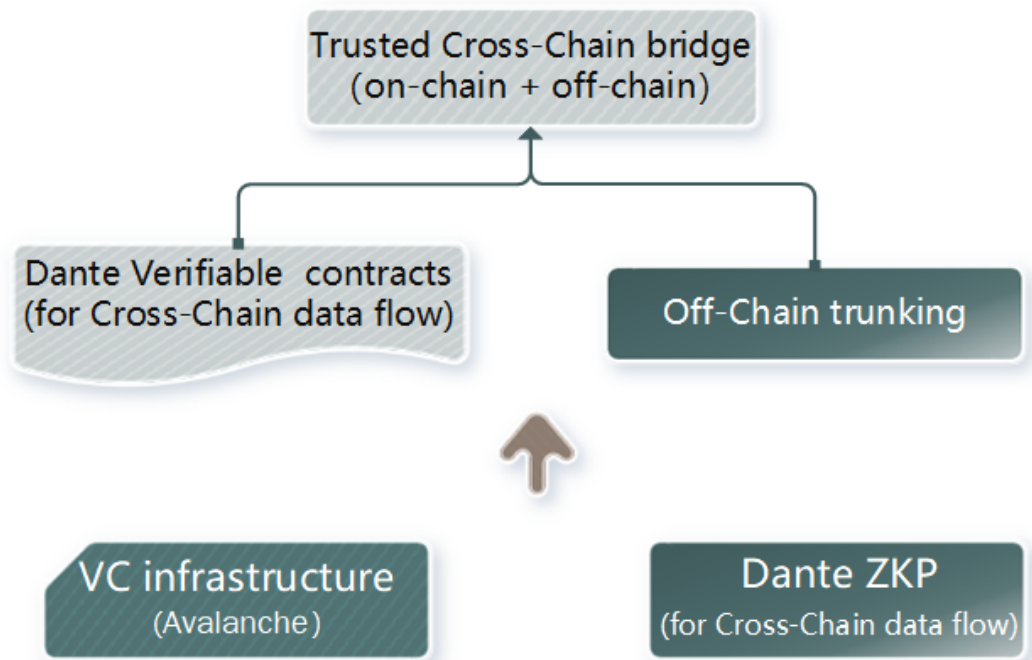 Trusted Cross-Chain bridge
(on-chain + off-chain)
Dante Verifiable contracts
(for Cross-Chain data flow)
Off-Chain trunking
VC infrastructure
(Avalanche)
Dante ZKP
(for Cross-Chain data flow)